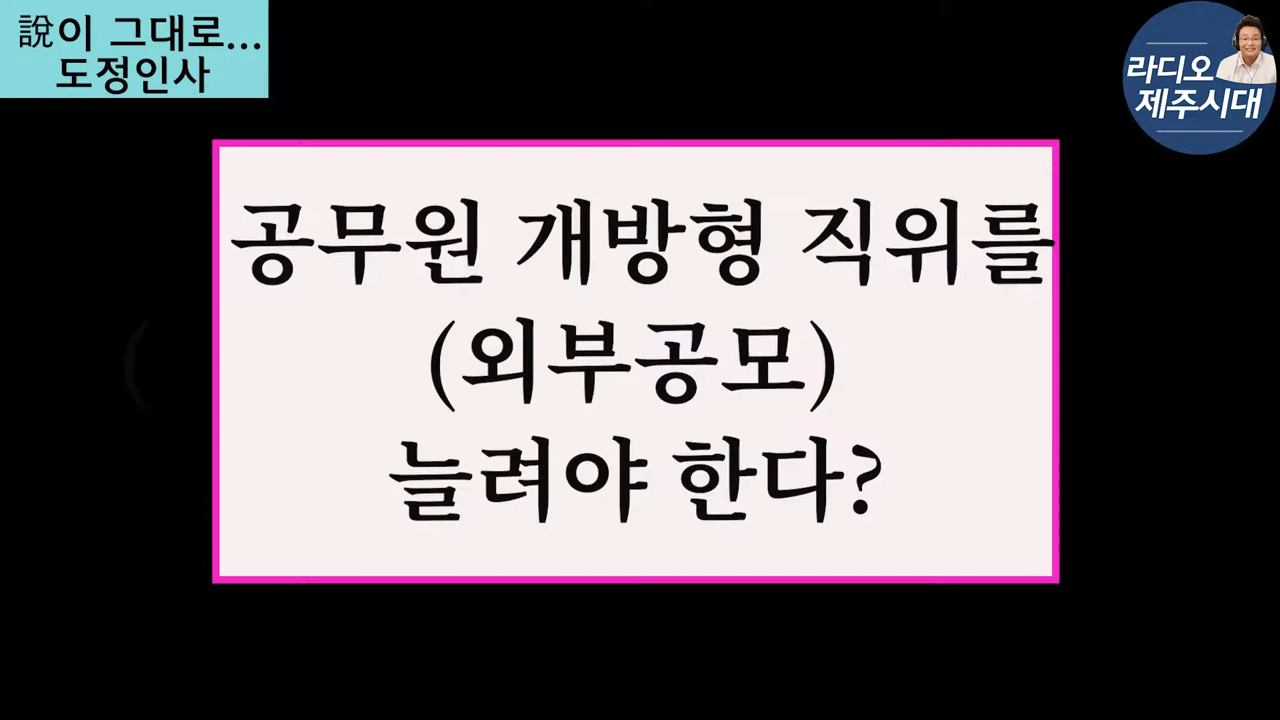 說이 그대로...
도정인사
라디오
제주시대
공무원 개방형 직위를
(외부공모)
늘려야 한다?